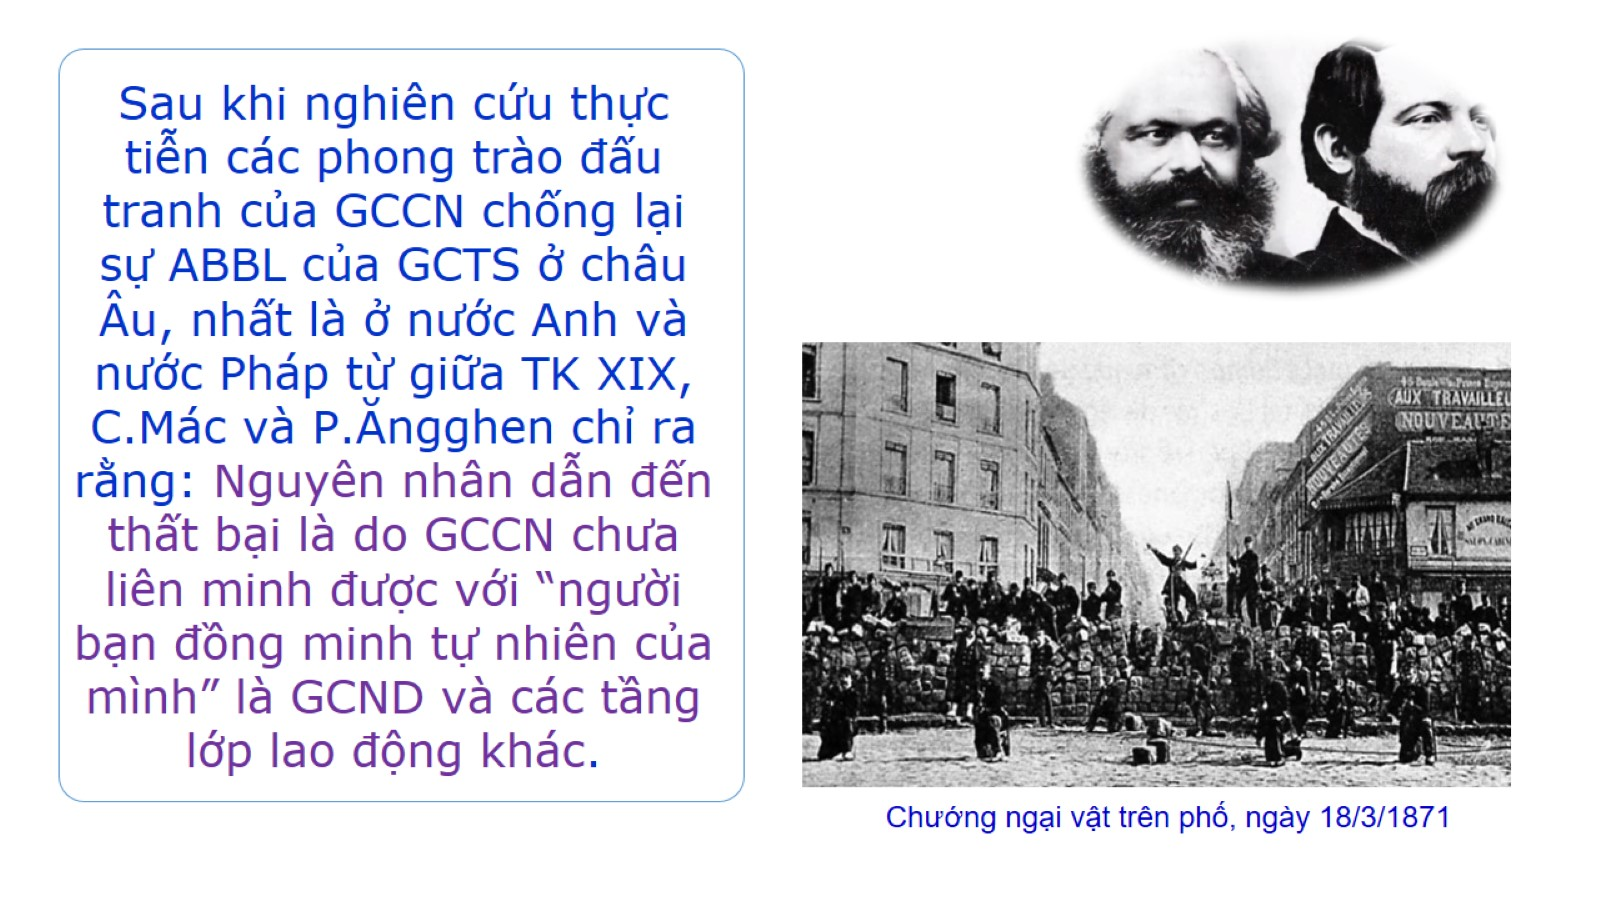 Sau khi nghiên cứu thực
tiễn các phong trào đấu
tranh của GCCN chống lại
sự ABBL của GCTS ở châu
Âu, nhất là ở nước Anh và
nước Pháp từ giữa TK XIX,
C.Mác và P.Ăngghen chỉ ra
rằng: Nguyên nhân dẫn đến
thất bại là do GCCN chưa
liên minh được với “người
bạn đồng minh tự nhiên của
mình” là GCND và các tầng
lớp lao động khác.
AUX TRAVAILLEU
NOUVEAUTE
Chướng ngại vật trên phố, ngày 18/3/1871